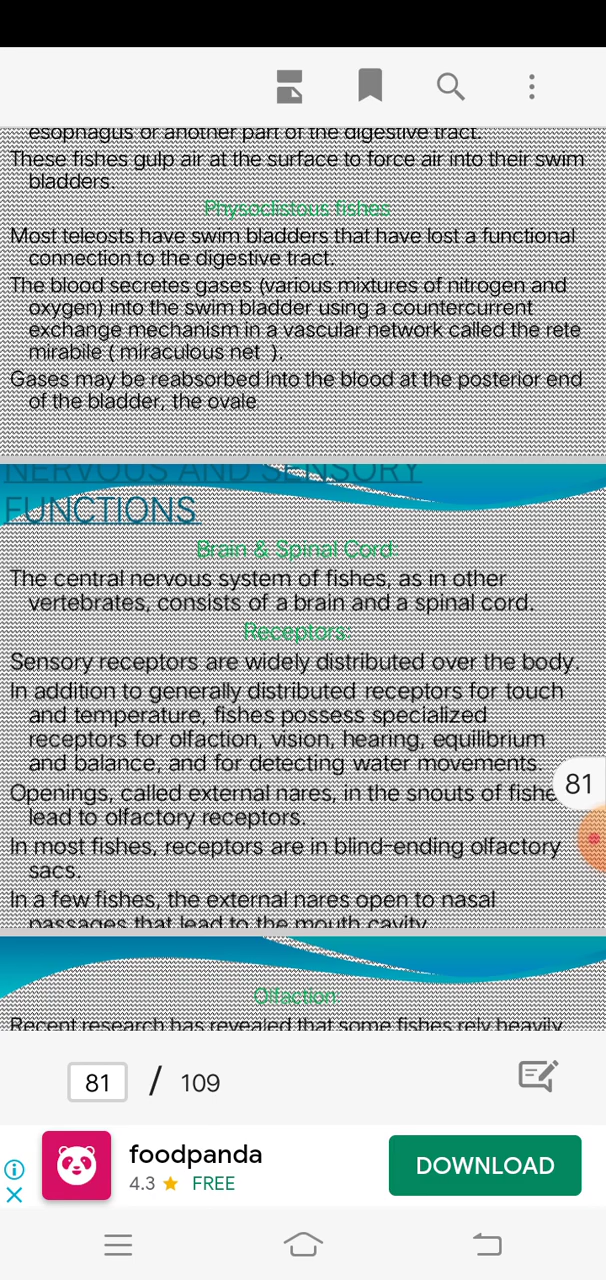 esophagus or another part of the digestive tract.
These fishes gulp air at the surface to force air into their swim
bladders.
Physoclistous fishes
Most teleosts have swim bladders that have lost a functional
connection to the digestive tract.
The blood secretes gases (various mixtures of nitrogen and
oxygen) into the swim bladder using a countercurrent
exchange mechanism in a vascular network called the rete
mirabile ( miraculous net ).
Gases may be reabsorbed into the blood at the posterior end
of the bladder, the ovale
NERVOUS AND SENSORY
FUNCTIONS
Brain & Spinal Cord:
The central nervous system of fishes, as in other
vertebrates, consists of a brain and a spinal cord.
Receptors:
Sensory receptors are widely distributed over the body.
In addition to generally distributed receptors for touch
and temperature, fishes possess specialized
receptors for olfaction, vision, hearing, equilibrium
and balance, and for detecting water movements.
81
Openings, called external nares, in the snouts of fishe
lead to olfactory receptors.
In most fishes, receptors are in blind-ending olfactory
sacs.
In a few fishes, the external nares open to nasal
passages that lead to the mouth cavity
Olfaction
Recent research has revealed that some fishes rely heavily
81 / 109
foodpanda
4.3 ★ FREE
DOWNLOAD